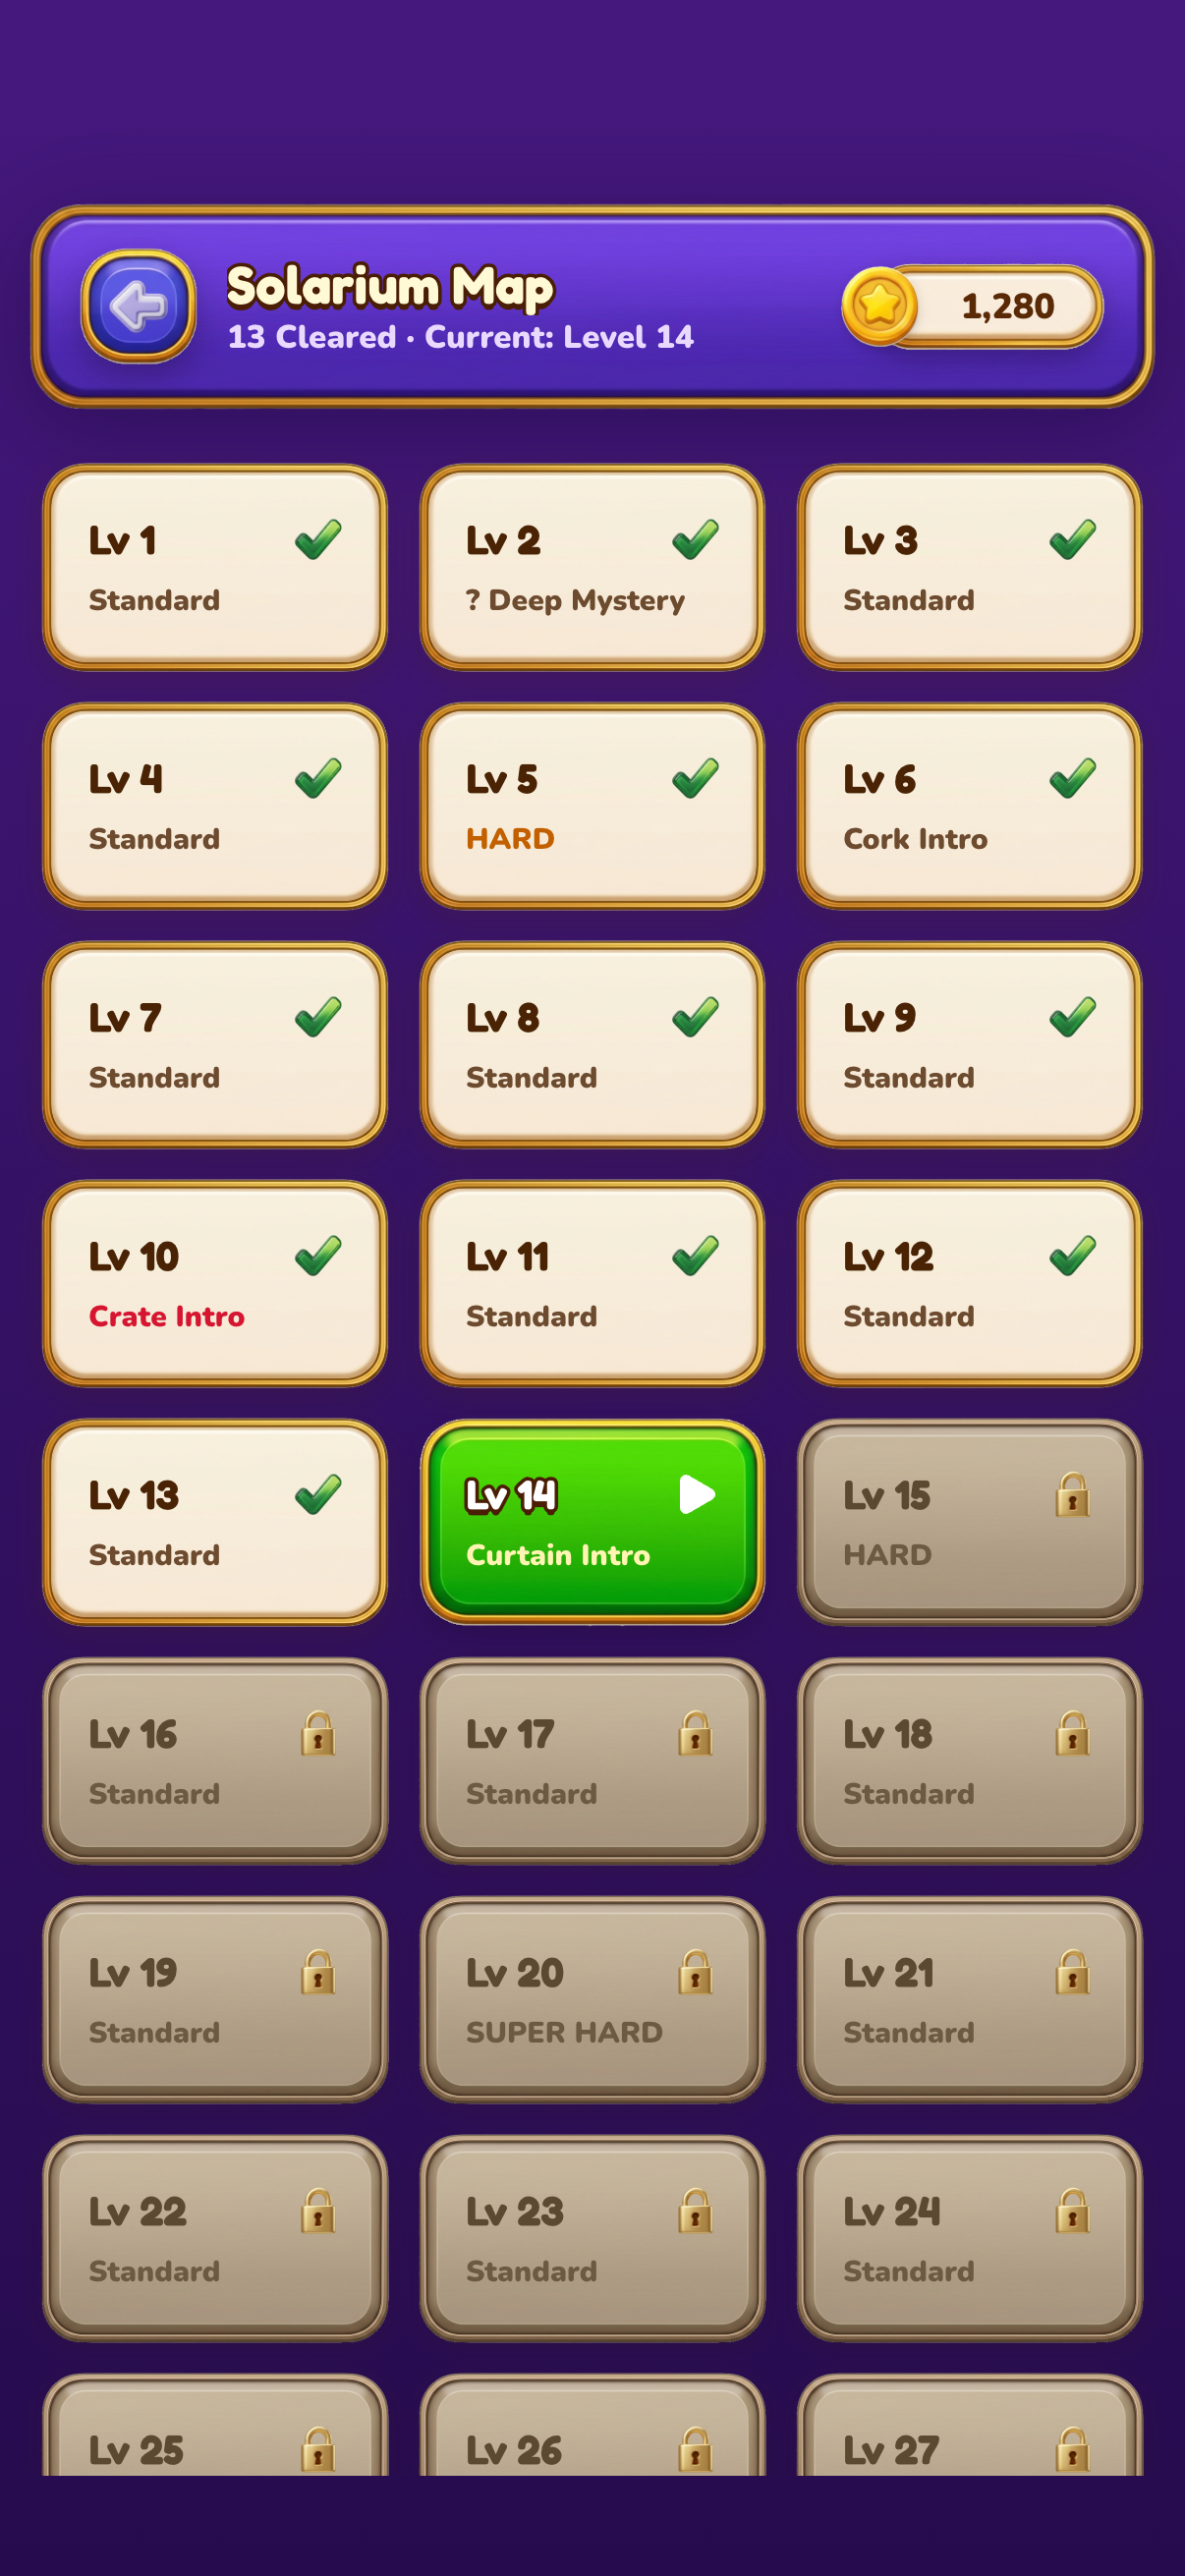 Solarium Map
13 Cleared · Current: Level 14
1,280
Lv 1
Standard
Lv 2
? Deep Mystery
Lv 3
Standard
Lv 4
Standard
Lv 5
HARD
Lv 6
Cork Intro
Lv 7
Standard
Lv 8
Standard
Lv 9
Standard
Lv 10
Crate Intro
Lv 11
Standard
Lv 12
Standard
Lv 13
Standard
Lv 14
Curtain Intro
Lv 15
HARD
Lv 16
Standard
Lv 17
Standard
Lv 18
Standard
Lv 19
Standard
Lv 20
SUPER HARD
Lv 21
Standard
Lv 22
Standard
Lv 23
Standard
Lv 24
Standard
Lv 25
Lv 26
Lv 27